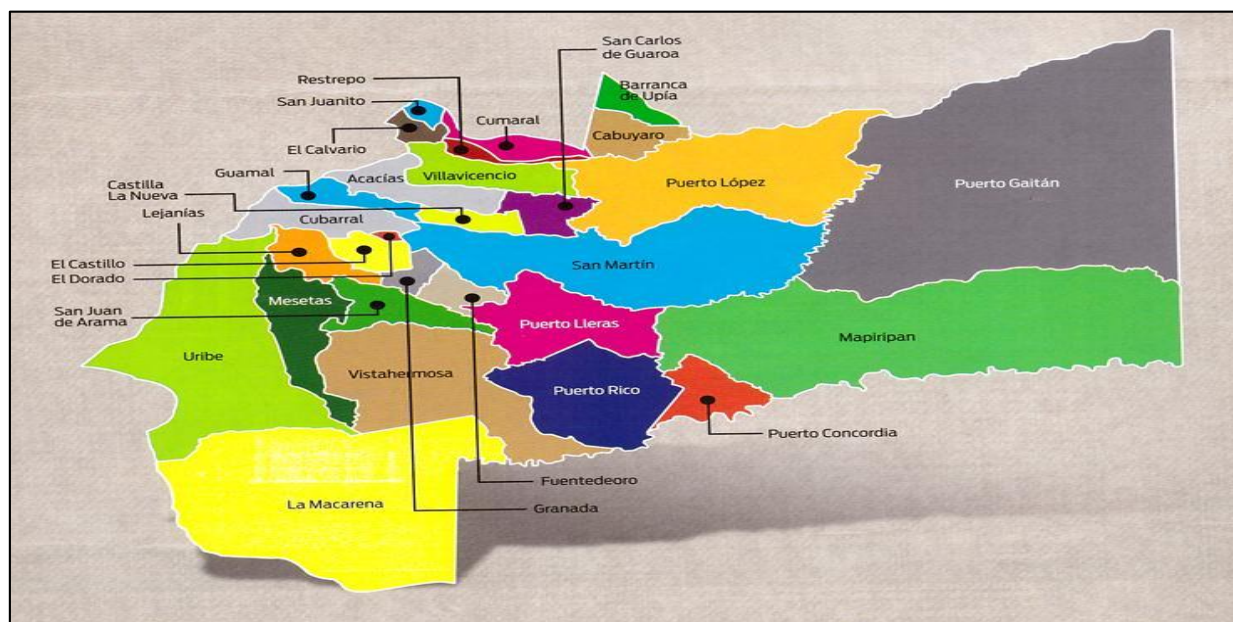 San Carlos
de Guaroa
Restrepo
Barranca
de Upía
San Juanito
Cumaral
Cabuyaro
El Calvario
Guamal
Acacías
Villavicencio
Puerto López
Puerto Gaitán
Castilla
La Nueva
Lejanías
Cubarral
El Castillo
San Martín
El Dorado
Mesetas
San Juan
de Arama
Puerto Lleras
Mapiripan
Uribe
Vistahermosa
Puerto Rico
Puerto Concordia
Fuentedeoro
La Macarena
Granada